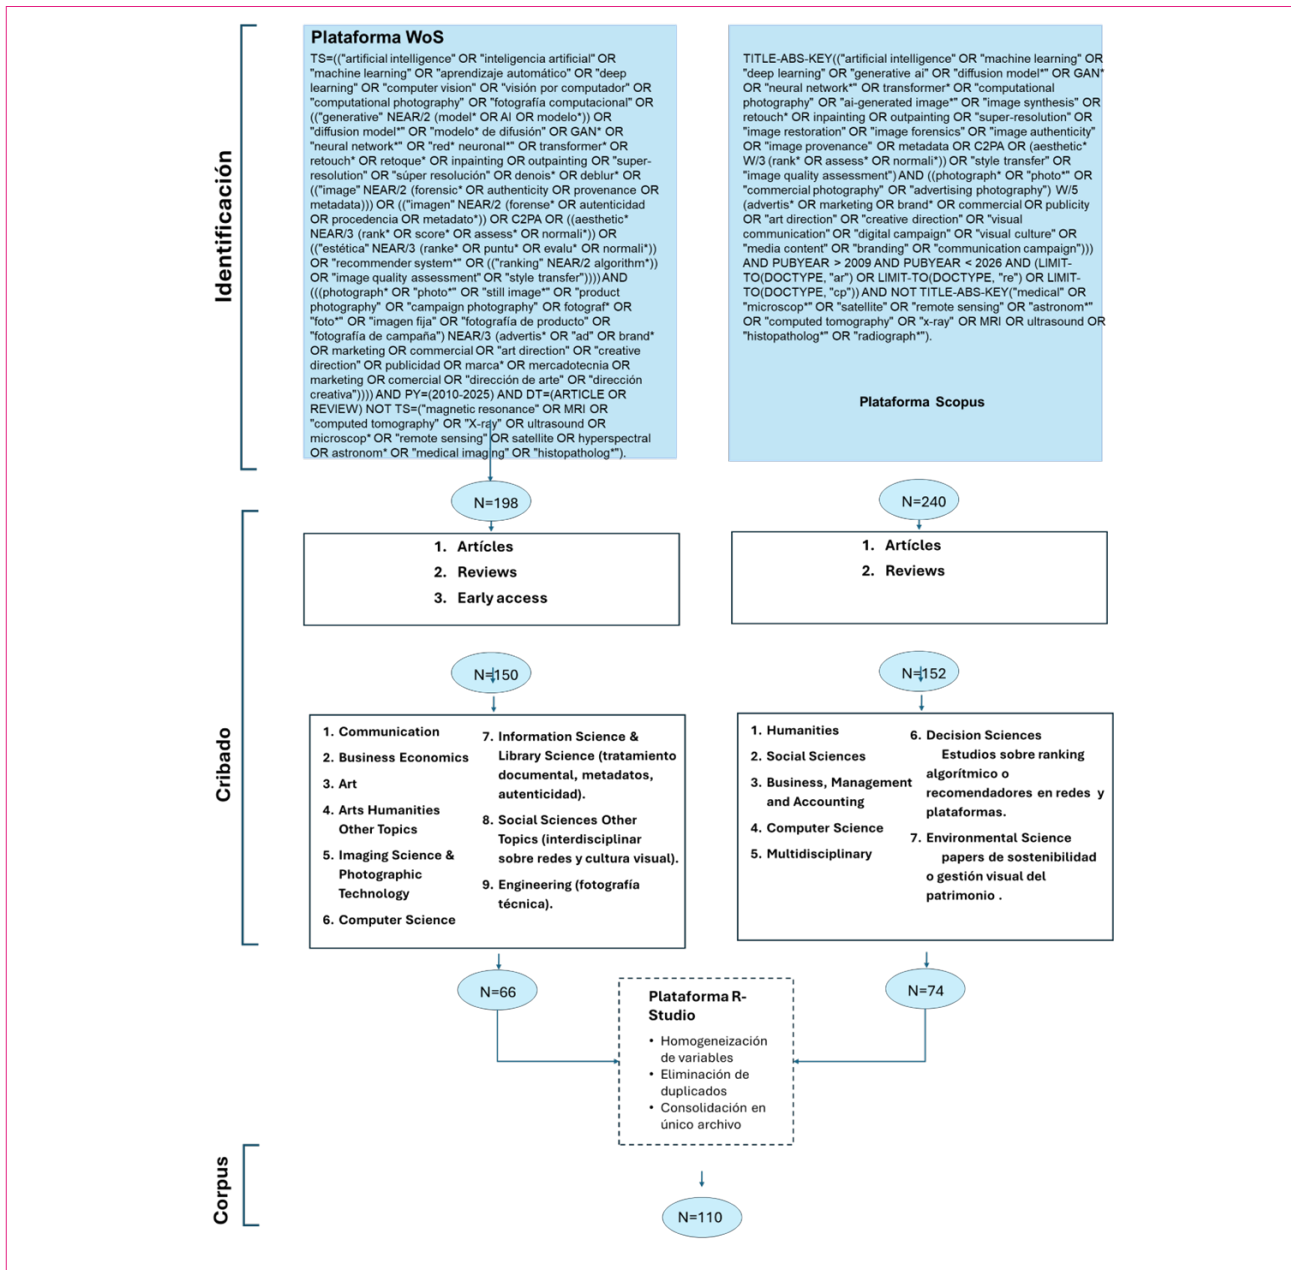 Identificación
Plataforma WoS
TS=(("artificial intelligence" OR "inteligencia artificial" OR
"machine learning" OR "aprendizaje automático" OR "deep
learning" OR "computer vision" OR "visión por computador" OR
"computational photography" OR "fotografía computacional" OR
(("generative" NEAR/2 (model* OR AI OR modelo*)) OR
"diffusion model*" OR "modelo* de difusión" OR GAN* OR
"neural network*" OR "red* neuronal*" OR transformer* OR
retouch* OR retoque* OR inpainting OR outpainting OR "super-
resolution" OR "súper resolución" OR denois* OR deblur* OR
(("image" NEAR/2 (forensic* OR authenticity OR provenance OR
metadata))) OR (("imagen" NEAR/2 (forense* OR autenticidad
OR procedencia OR metadato*)) OR C2PA OR ((aesthetic*
NEAR/3 (rank* OR score* OR assess* OR normali*)) OR
(("estética" NEAR/3 (ranke* OR puntu* OR evalu* OR normali*))
OR "recommender system*" OR (("ranking" NEAR/2 algorithm*))
OR "image quality assessment" OR "style transfer")))) AND
(((photograph* OR "photo*" OR "still image*" OR "product
photography" OR "campaign photography" OR fotograf* OR
"foto*" OR "imagen fija" OR "fotografía de producto" OR
"fotografía de campaña") NEAR/3 (advertis* OR "ad" OR brand*
OR marketing OR commercial OR "art direction" OR "creative
direction" OR publicidad OR marca* OR mercadotecnia OR
marketing OR comercial OR "dirección de arte" OR "dirección
creativa")))) AND PY=(2010-2025) AND DT=(ARTICLE OR
REVIEW) NOT TS=("magnetic resonance" OR MRI OR
"computed tomography" OR "X-ray" OR ultrasound OR
microscop* OR "remote sensing" OR satellite OR hyperspectral
OR astronom* OR "medical imaging" OR "histopatholog*").
TITLE-ABS-KEY(("artificial intelligence" OR "machine learning" OR
"deep learning" OR "generative ai" OR "diffusion model*" OR GAN*
OR "neural network*" OR transformer* OR "computational
photography" OR "ai-generated image*" OR "image synthesis" OR
retouch* OR inpainting OR outpainting OR "super-resolution" OR
"image restoration" OR "image forensics" OR "image authenticity"
OR "image provenance" OR metadata OR C2PA OR (aesthetic*
W/3 (rank* OR assess* OR normali*)) OR "style transfer" OR
"image quality assessment") AND ((photograph* OR "photo*" OR
"commercial photography" OR "advertising photography") W/5
(advertis* OR marketing OR brand* OR commercial OR publicity
OR "art direction" OR "creative direction" OR "visual
communication" OR "digital campaign" OR "visual culture" OR
"media content" OR "branding" OR "communication campaign")))
AND PUBYEAR > 2009 AND PUBYEAR < 2026 AND (LIMIT-
TO(DOCTYPE, "ar") OR LIMIT-TO(DOCTYPE, "re") OR LIMIT-
TO(DOCTYPE, "cp")) AND NOT TITLE-ABS-KEY("medical" OR
"microscop*" OR "satellite" OR "remote sensing" OR "astronom*"
OR "computed tomography" OR "x-ray" OR MRI OR ultrasound OR
"histopatholog*" OR "radiograph*").
Plataforma Scopus
N=198
N=240
Cribado
1. Artícles
2. Reviews
3. Early access
1. Artícles
2. Reviews
N=150
N=152
1. Communication
2. Business Economics
3. Art
4. Arts Humanities
Other Topics
5. Imaging Science &
Photographic
Technology
6. Computer Science
7. Information Science &
Library Science (tratamiento
documental, metadatos,
autenticidad).
8. Social Sciences Other
Topics (interdisciplinar
sobre redes y cultura visual).
9. Engineering (fotografía
técnica).
1. Humanities
2. Social Sciences
3. Business, Management
and Accounting
4. Computer Science
5. Multidisciplinary
6. Decision Sciences
Estudios sobre ranking
algorítmico o
recomendadores en redes y
plataformas.
7. Environmental Science
papers de sostenibilidad
o gestión visual del
patrimonio .
N=66
N=74
Plataforma R-
Studio
• Homogeneización
de variables
• Eliminación de
duplicados
• Consolidación en
único archivo
Corpus
N=110